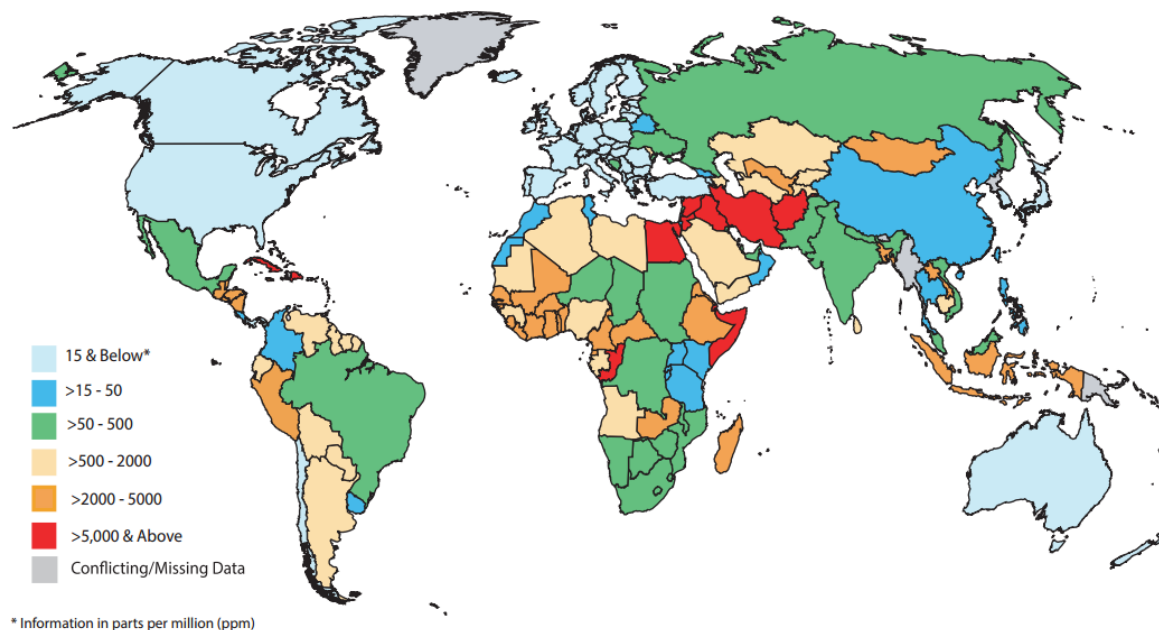 15 & Below*
>15 - 50
>50 - 500
>500 - 2000
>2000 - 5000
>5,000 & Above
Conflicting/Missing Data
* Information in parts per million (ppm)